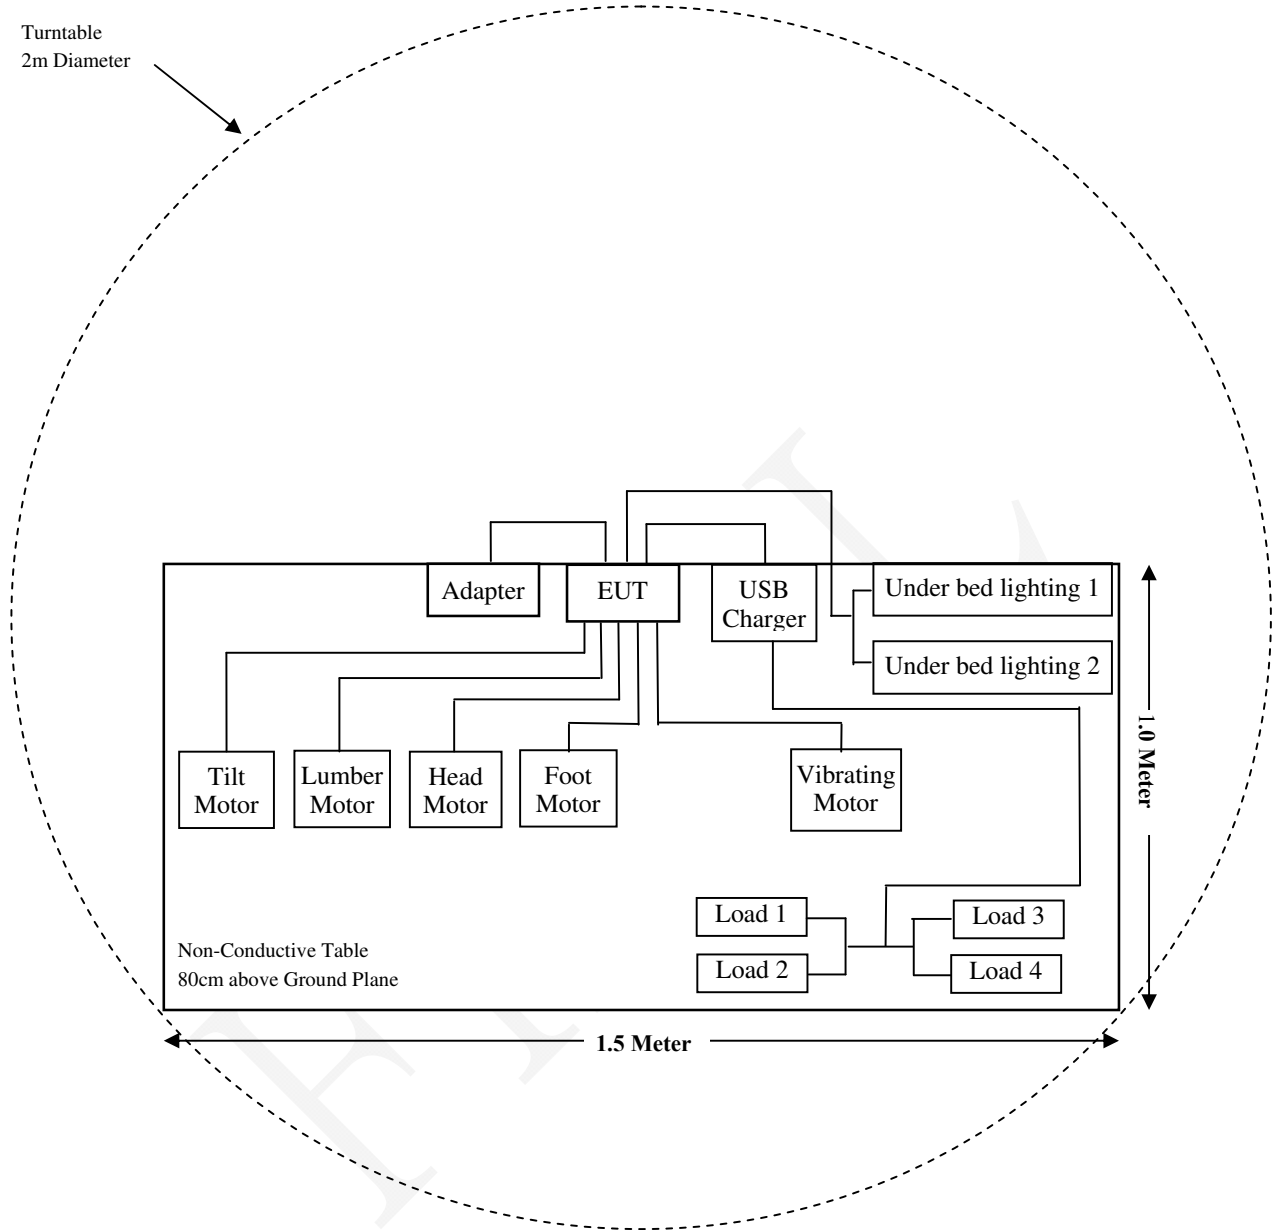 Turntable
2m Diameter
Adapter
EUT
USB
Charger
Under bed lighting 1
Under bed lighting 2
Tilt
Motor
Lumber
Motor
Head
Motor
Foot
Motor
Vibrating
Motor
1.0 Meter
Load 1
Load 2
Load 3
Load 4
Non-Conductive Table
80cm above Ground Plane
1.5 Meter